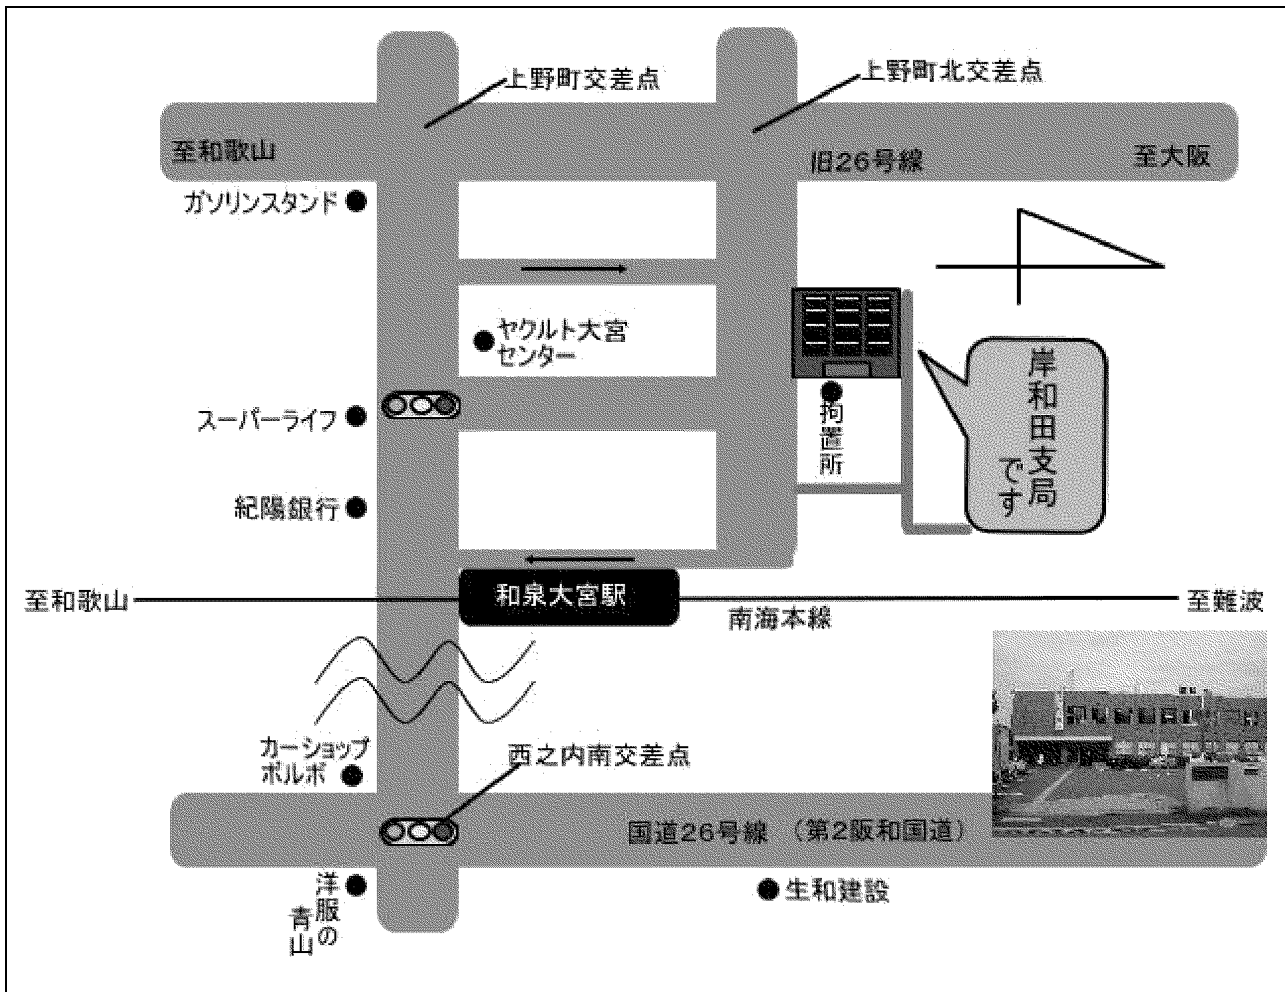 上野町交差点
上野町北交差点
至和歌山
旧26号線
至大阪
ガソリンスタンド
ヤクルト大宮
センター
岸和田支局
です
スーパーライフ
拘置所
紀陽銀行
至和歌山
和泉大宮駅
南海本線
至難波
カーショップ
ボルボ
西之内南交差点
国道26号線 (第2阪和国道)
洋服の
青山
生和建設